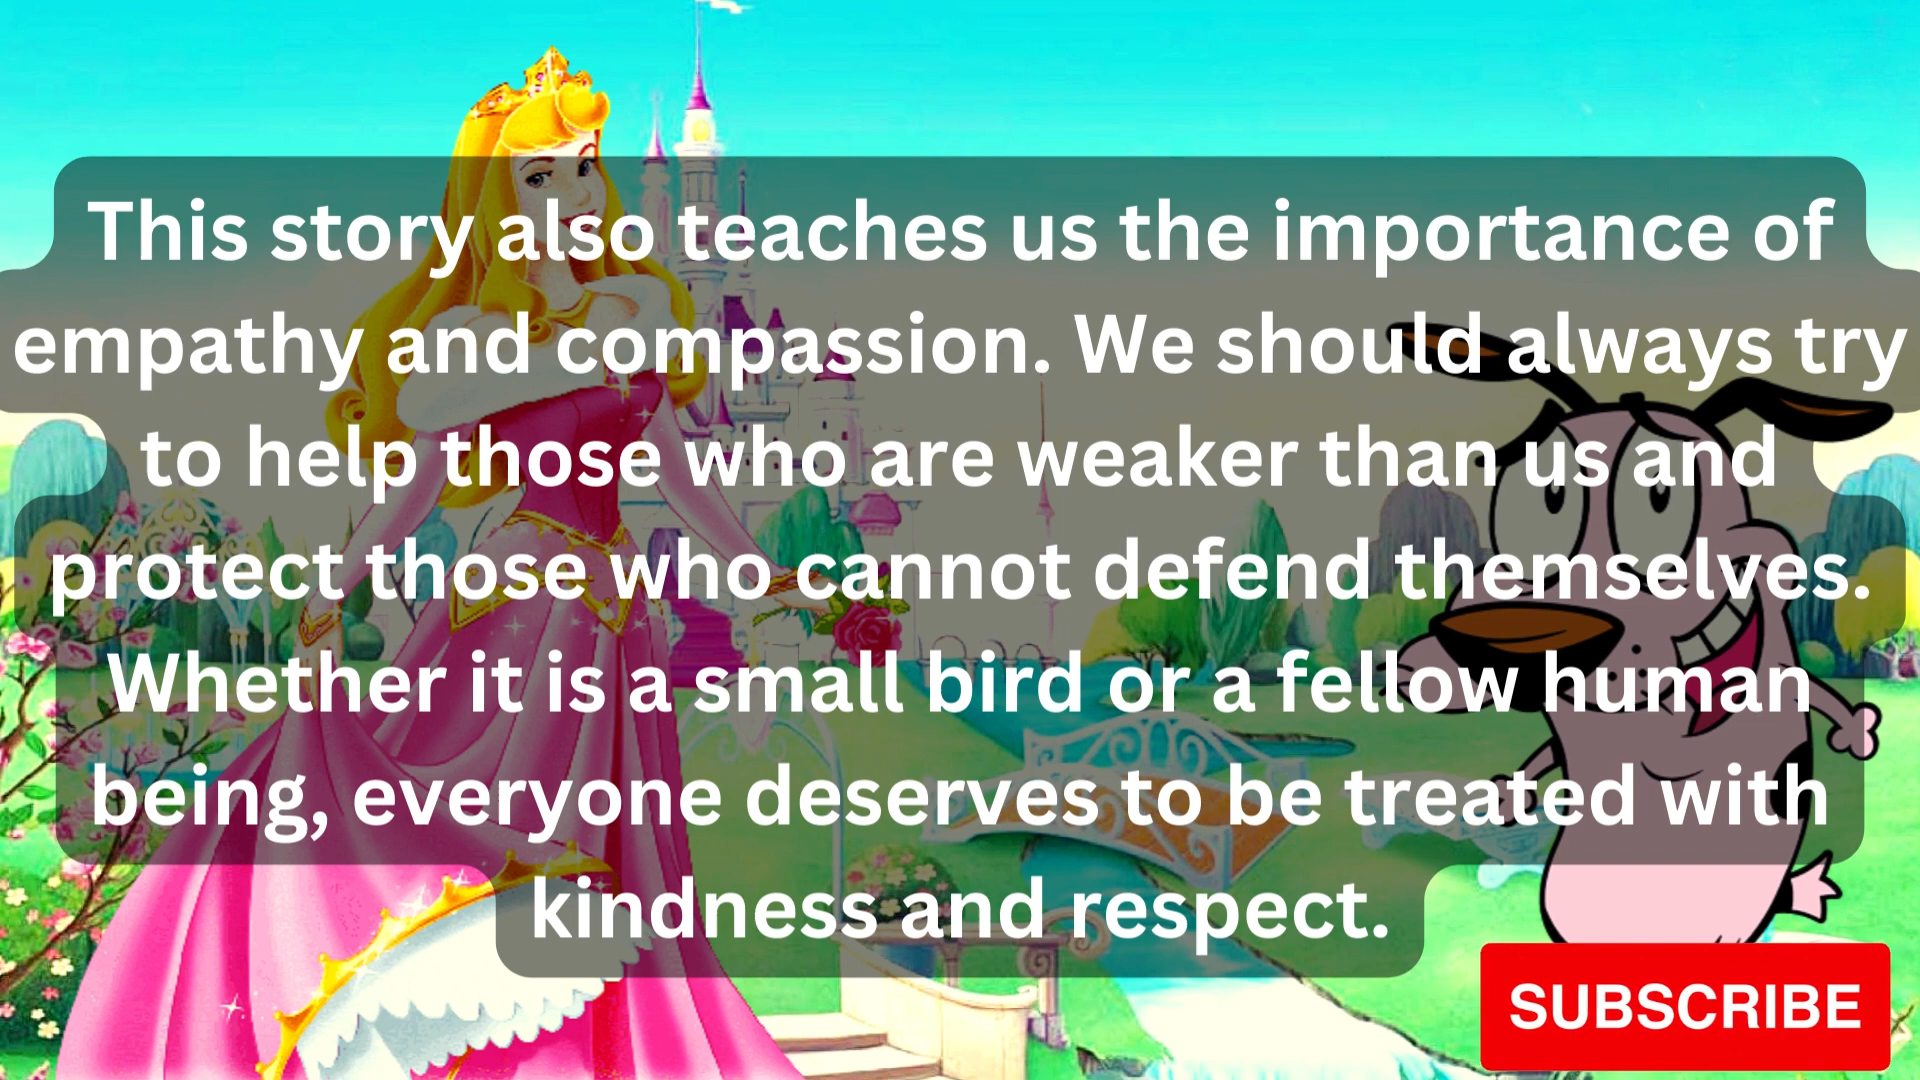 This story also teaches us the importance of
empathy and compassion. We should always try
to help those who are weaker than us and
protect those who cannot defend themselves.
Whether it is a small bird or a fellow human
being, everyone deserves to be treated with
kindness and respect.
SUBSCRIBE